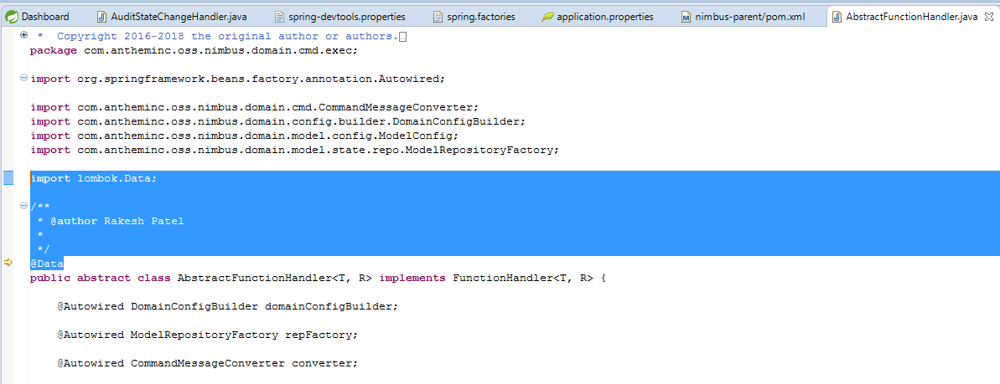 Dashboard AuditStateChangeHandler.java spring-devtools.properties spring.factories application.properties nimbus-parent/pom.xml AbstractFunctionHandler.java
* Copyright 2016-2018 the original author or authors.
package com.antheminc.oss.nimbus.domain.cmd.exec;
import org.springframework.beans.factory.annotation.Autowired;
import com.antheminc.oss.nimbus.domain.cmd.CommandMessageConverter;
import com.antheminc.oss.nimbus.domain.config.builder.DomainConfigBuilder;
import com.antheminc.oss.nimbus.domain.model.config.ModelConfig;
import com.antheminc.oss.nimbus.domain.model.state.repo.ModelRepositoryFactory;
import lombok.Data;
/**
* @author Rakesh Patel
*
*/
@Data
public abstract class AbstractFunctionHandler<T, R> implements FunctionHandler<T, R> {
@Autowired DomainConfigBuilder domainConfigBuilder;
@Autowired ModelRepositoryFactory repFactory;
@Autowired CommandMessageConverter converter;